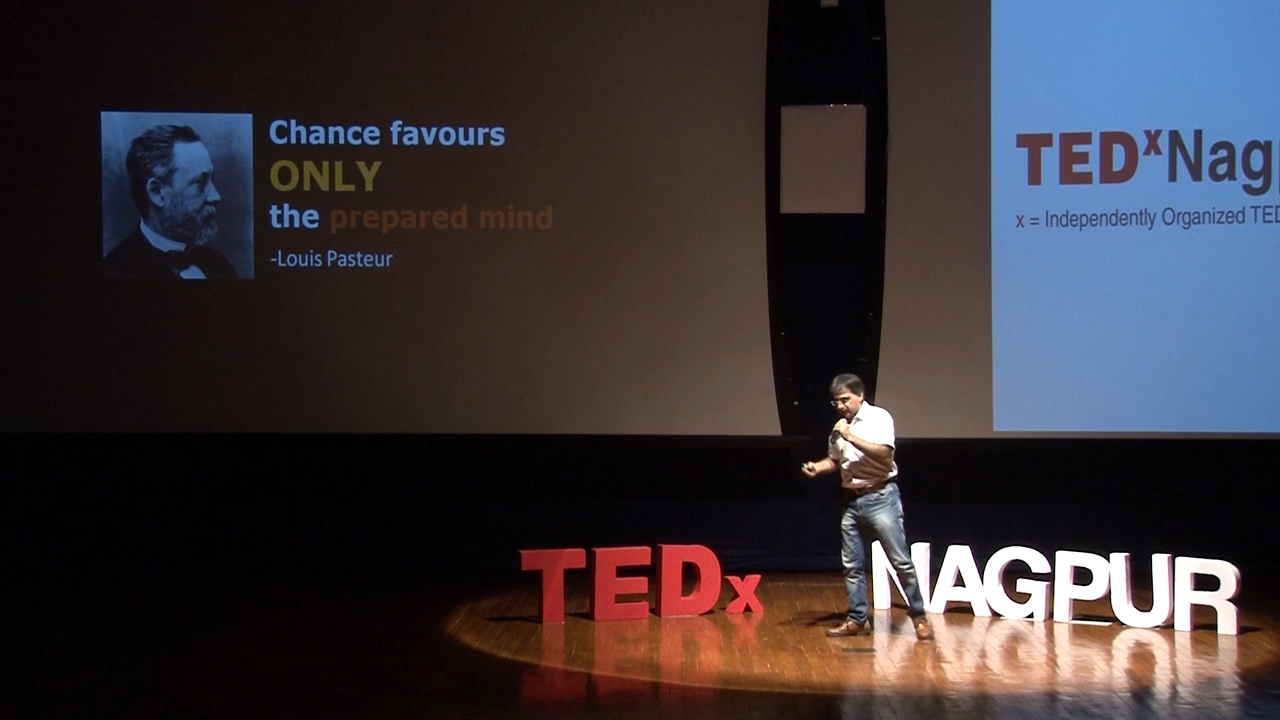 Chance favours
ONLY
the prepared mind
-Louis Pasteur
TEDxNag
x = Independently Organized TED
TEDx NAGPUR